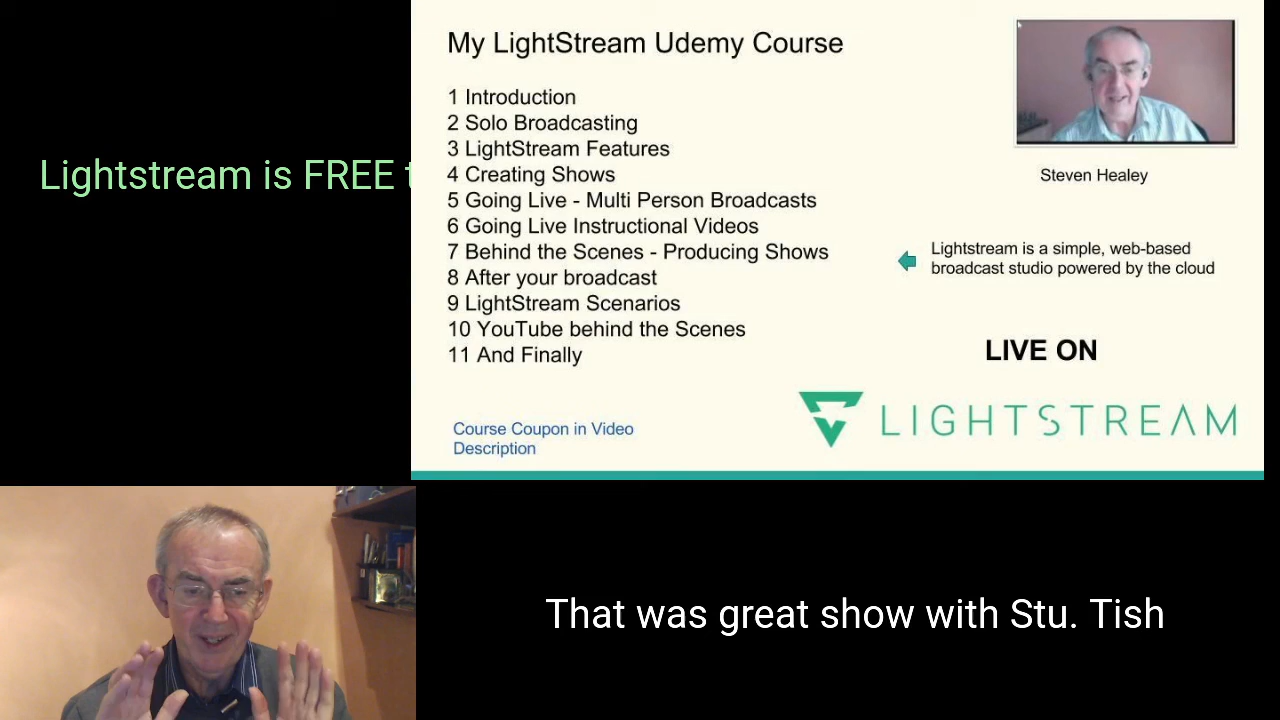 Lightstream is FREE t
My LightStream Udemy Course
1 Introduction
2 Solo Broadcasting
3 LightStream Features
4 Creating Shows
5 Going Live - Multi Person Broadcasts
6 Going Live Instructional Videos
7 Behind the Scenes - Producing Shows
8 After your broadcast
9 LightStream Scenarios
10 YouTube behind the Scenes
11 And Finally
Course Coupon in Video
Description
Steven Healey
Lightstream is a simple, web-based
broadcast studio powered by the cloud
LIVE ON
LIGHTSTREAM
That was great show with Stu. Tish